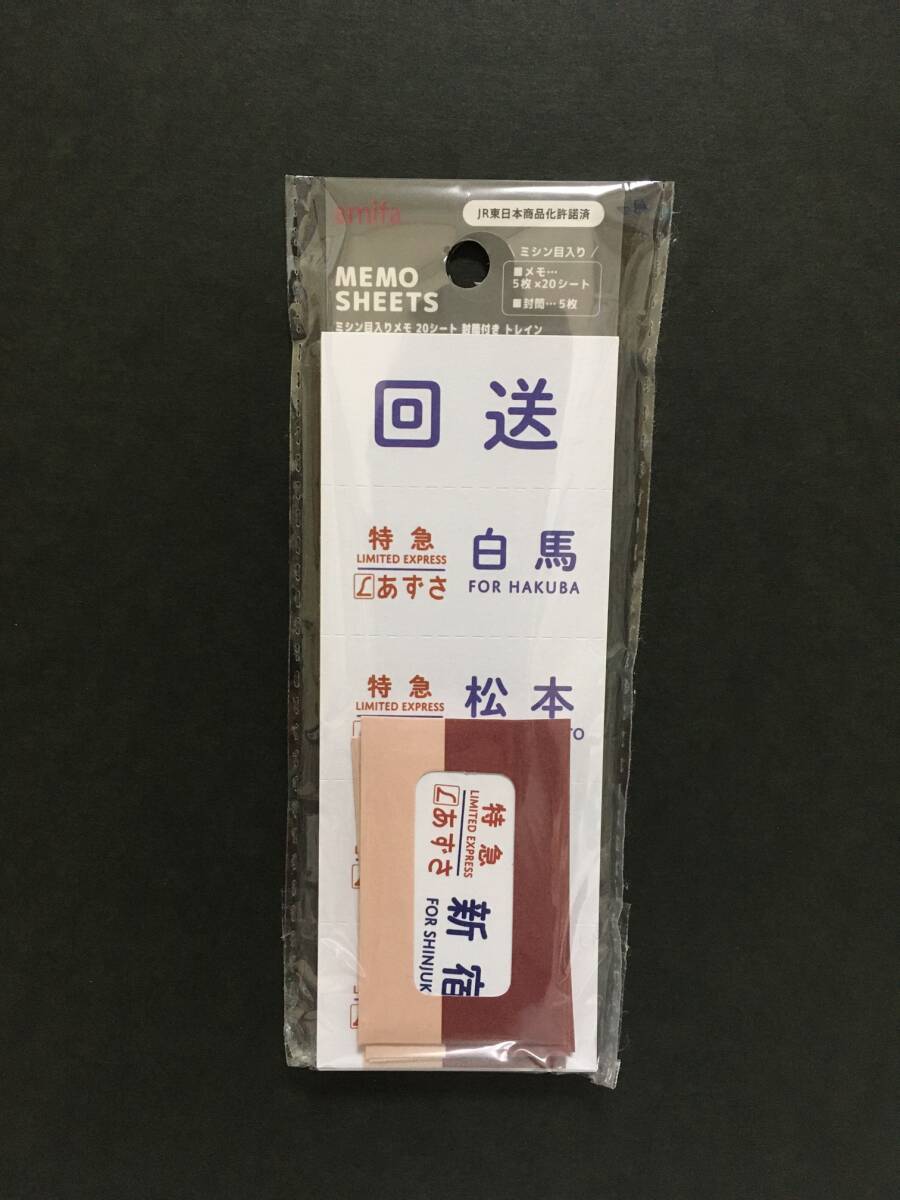 amifa
JR東日本商品化許諾済
MEMO
SHEETS
ミシン目入り
■メモ…
5枚×20シート
■封筒…5枚
ミシン目入りメモ 20シート 封筒付き トレイン
回送
特急
LIMITED EXPRESS
あずさ
白馬
FOR HAKUBA
特急
LIMITED EXPRESS
松本
TO
特急
LIMITED EXPRESS
あずさ
新宿
FOR SHINJUK